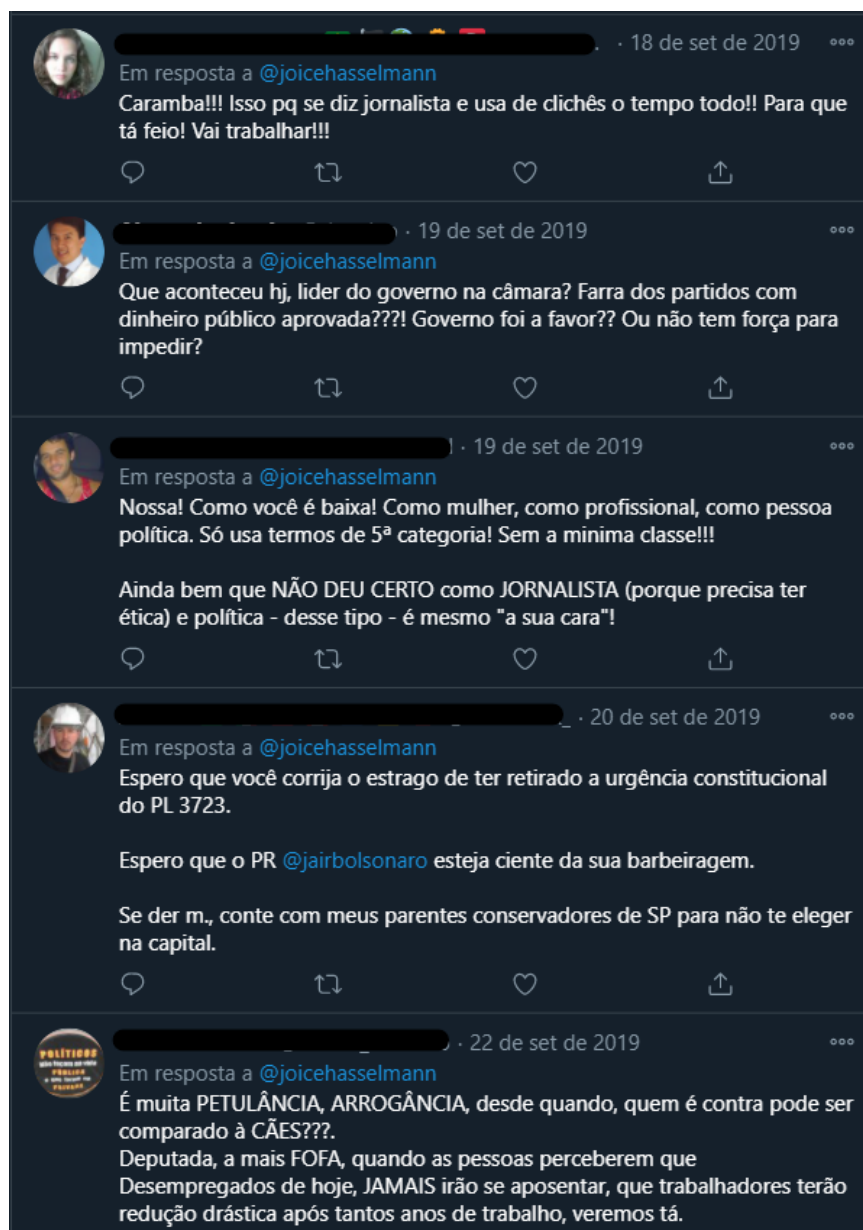 · 18 de set de 2019
Em resposta a @joicehasselmann
Caramba!!! Isso pq se diz jornalista e usa de clichês o tempo todo!! Para que
tá feio! Vai trabalhar!!!
· 19 de set de 2019
Em resposta a @joicehasselmann
Que aconteceu hj, lider do governo na câmara? Farra dos partidos com
dinheiro público aprovada???! Governo foi a favor?? Ou não tem força para
impedir?
· 19 de set de 2019
Em resposta a @joicehasselmann
Nossa! Como você é baixa! Como mulher, como profissional, como pessoa
política. Só usa termos de 5ª categoria! Sem a minima classe!!!
Ainda bem que NÃO DEU CERTO como JORNALISTA (porque precisa ter
ética) e política - desse tipo - é mesmo "a sua cara"!
· 20 de set de 2019
Em resposta a @joicehasselmann
Espero que você corrija o estrago de ter retirado a urgência constitucional
do PL 3723.
Espero que o PR @jairbolsonaro esteja ciente da sua barbeiragem.
Se der m., conte com meus parentes conservadores de SP para não te eleger
na capital.
POLÍTICOS
· 22 de set de 2019
Em resposta a @joicehasselmann
É muita PETULÂNCIA, ARROGÂNCIA, desde quando, quem é contra pode ser
comparado à CÃES???.
Deputada, a mais FOFA, quando as pessoas perceberem que
Desempregados de hoje, JAMAIS irão se aposentar, que trabalhadores terão
redução drástica após tantos anos de trabalho, veremos tá.